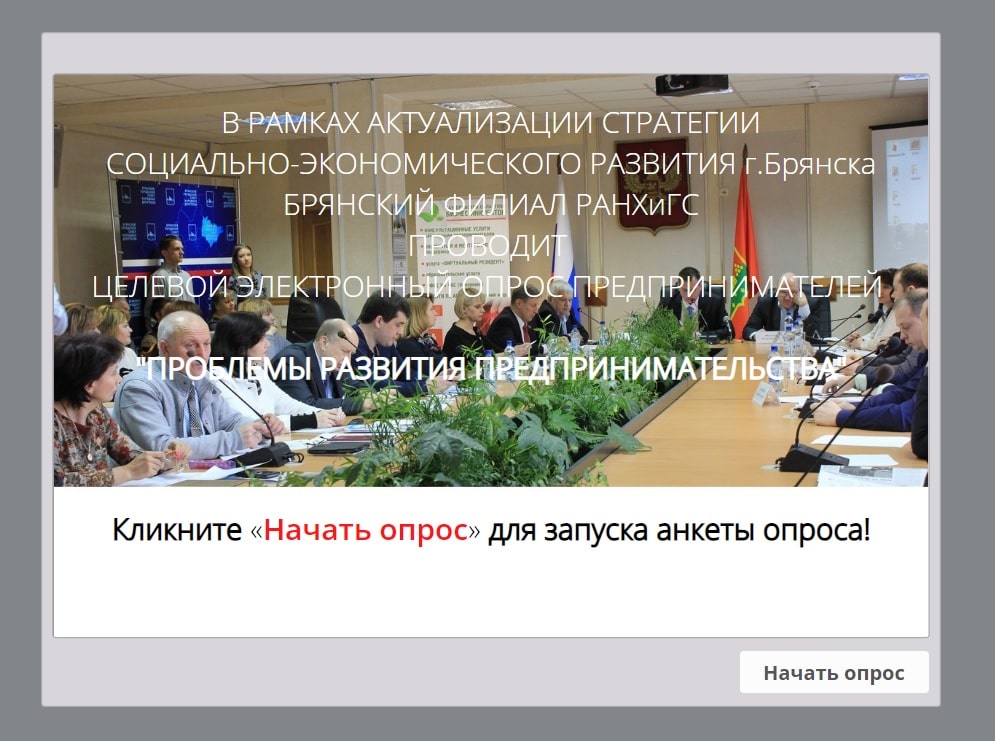 В РАМКАХ АКТУАЛИЗАЦИИ СТРАТЕГИИ
СОЦИАЛЬНО-ЭКОНОМИЧЕСКОГО РАЗВИТИЯ г.Брянска
БРЯНСКИЙ ФИЛИАЛ РАНХиГС
ПРОВОДИТ
ЦЕЛЕВОЙ ЭЛЕКТРОННЫЙ ОПРОС ПРЕДПРИНИМАТЕЛЕЙ
"ПРОБЛЕМЫ РАЗВИТИЯ ПРЕДПРИНИМАТЕЛЬСТВА"
Кликните «Начать опрос» для запуска анкеты опроса!
Начать опрос